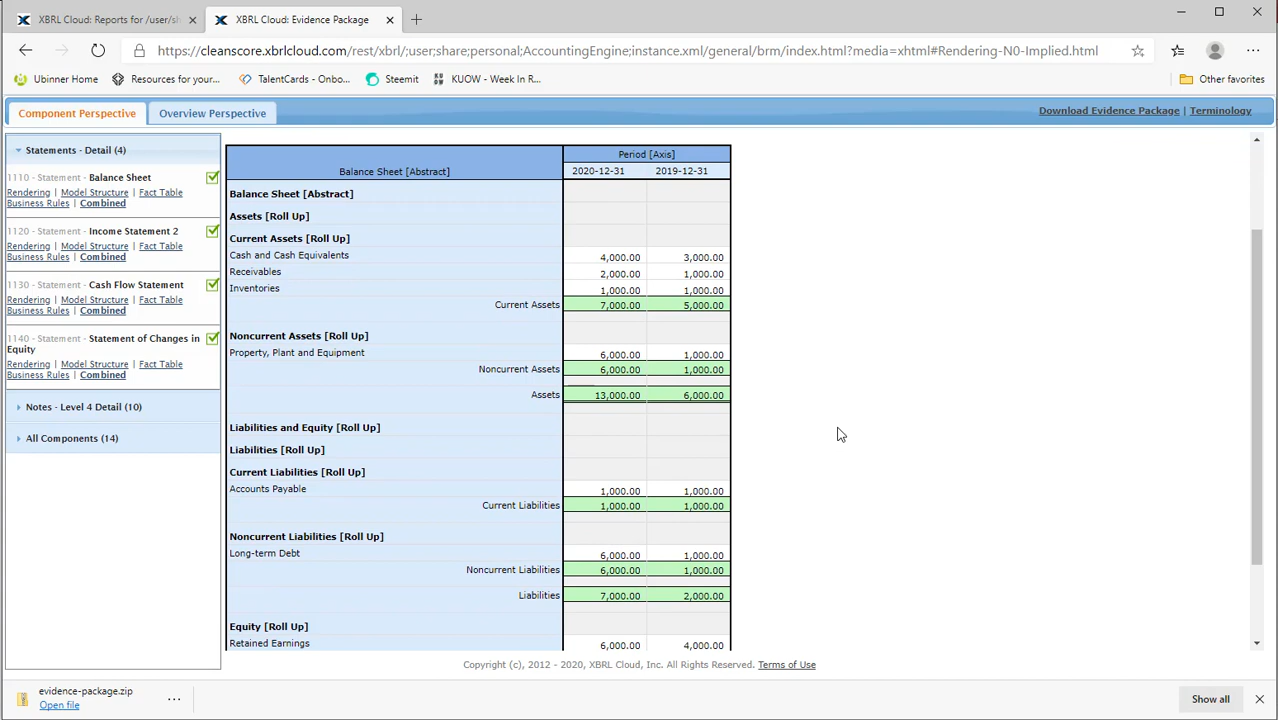 XBRL Cloud: Reports for /user/sh
XBRL Cloud: Evidence Package
https://cleanscore.xbrlcloud.com/rest/xbrl/;user;share;personal;AccountingEngine;instance.xml/general/brm/index.html?media=xhtml#Rendering-N0-Implied.html
Ubinner Home
Resources for your...
TalentCards - Onbo...
Steemit
KUOW - Week In R...
Other favorites
Component Perspective
Overview Perspective
Download Evidence Package | Terminology
Statements - Detail (4)
1110 - Statement - Balance Sheet
Rendering | Model Structure | Fact Table
Business Rules | Combined
1120 - Statement - Income Statement 2
Rendering | Model Structure | Fact Table
Business Rules | Combined
1130 - Statement - Cash Flow Statement
Rendering | Model Structure | Fact Table
Business Rules | Combined
1140 - Statement - Statement of Changes in
Equity
Rendering | Model Structure | Fact Table
Business Rules | Combined
Notes - Level 4 Detail (10)
All Components (14)
Period [Axis]
Balance Sheet [Abstract] 2020-12-31 2019-12-31
Balance Sheet [Abstract]
Assets [Roll Up]
Current Assets [Roll Up]
Cash and Cash Equivalents 4,000.00 3,000.00
Receivables 2,000.00 1,000.00
Inventories 1,000.00 1,000.00
Current Assets 7,000.00 5,000.00
Noncurrent Assets [Roll Up]
Property, Plant and Equipment 6,000.00 1,000.00
Noncurrent Assets 6,000.00 1,000.00
Assets 13,000.00 6,000.00
Liabilities and Equity [Roll Up]
Liabilities [Roll Up]
Current Liabilities [Roll Up]
Accounts Payable 1,000.00 1,000.00
Current Liabilities 1,000.00 1,000.00
Noncurrent Liabilities [Roll Up]
Long-term Debt 6,000.00 1,000.00
Noncurrent Liabilities 6,000.00 1,000.00
Liabilities 7,000.00 2,000.00
Equity [Roll Up]
Retained Earnings 6,000.00 4,000.00
Copyright (c), 2012 - 2020, XBRL Cloud, Inc. All Rights Reserved. Terms of Use
evidence-package.zip
Open file
Show all